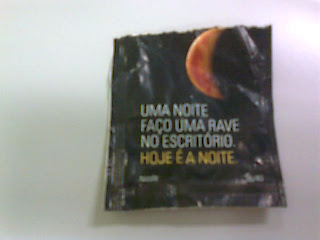 UMA NOITE
FAÇO UMA RAVE
NO ESCRITÓRIO.
HOJE É A NOITE.